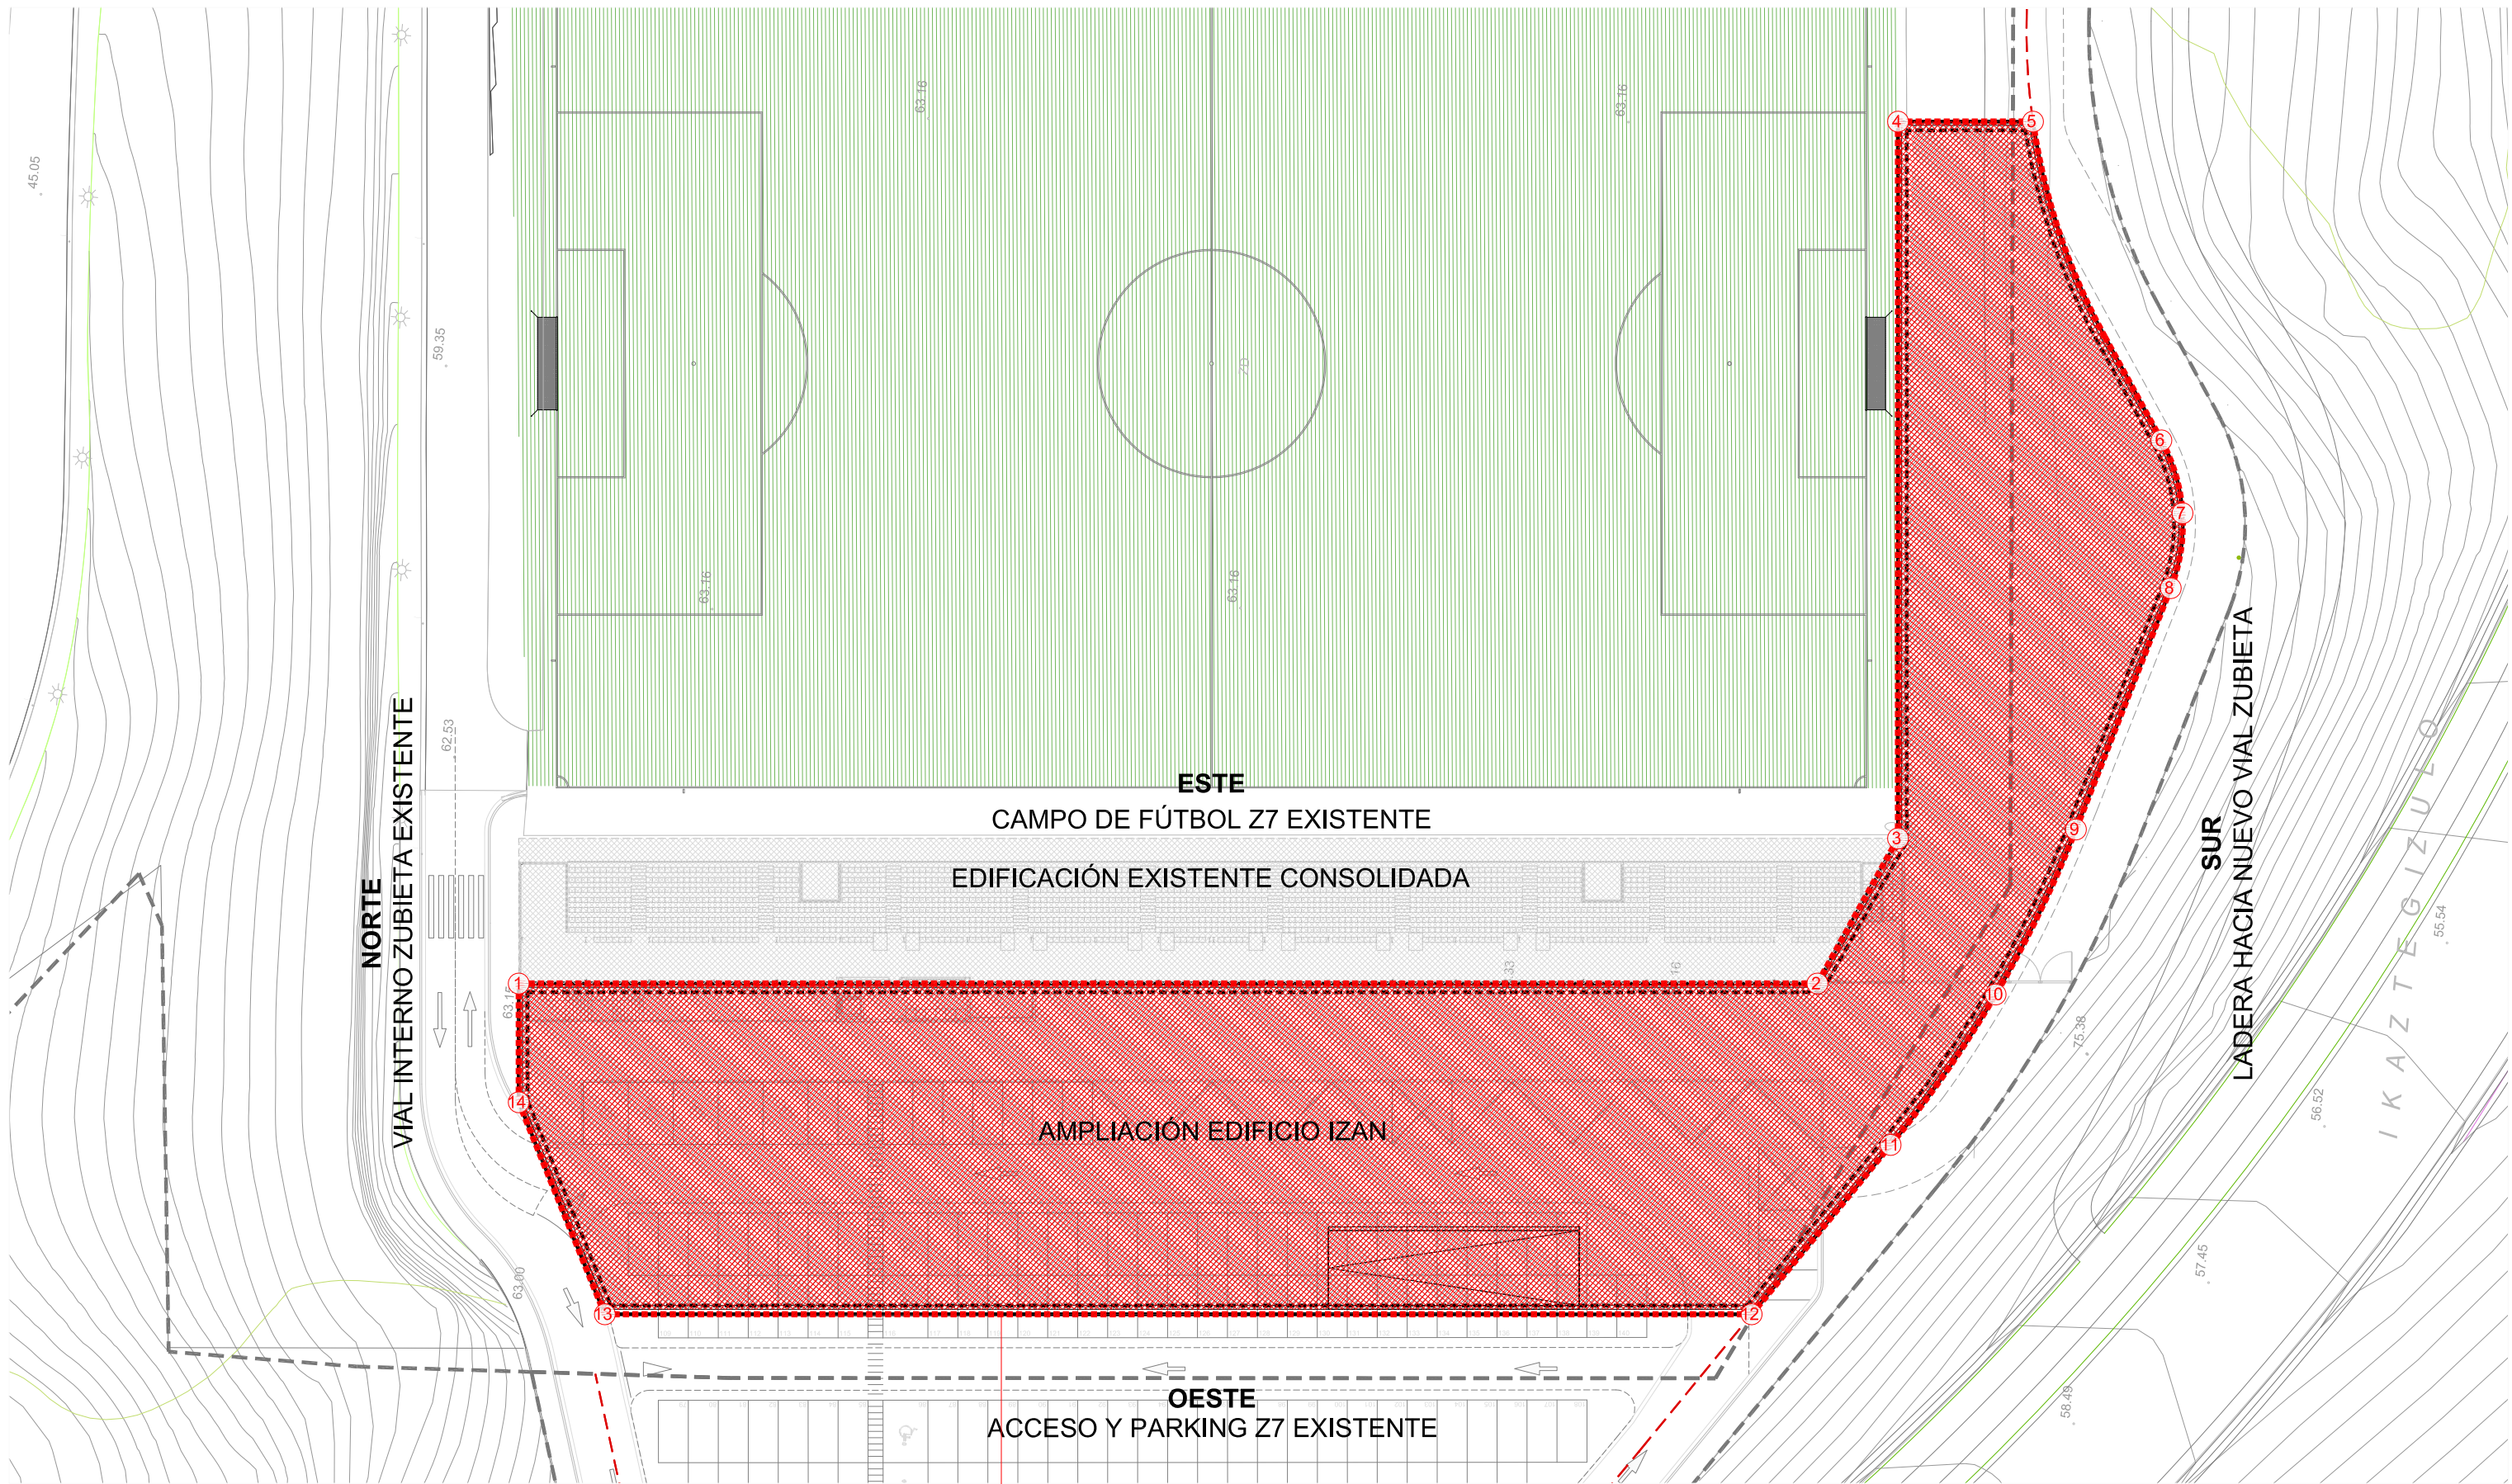 45.05
59.35
62.53
63.16
63.16
63.16
63.16
4
5
6
7
8
9
3
1
2
10
14
11
13
12
ESTE
CAMPO DE FÚTBOL Z7 EXISTENTE
EDIFICACIÓN EXISTENTE CONSOLIDADA
AMPLIACIÓN EDIFICIO IZAN
OESTE
ACCESO Y PARKING Z7 EXISTENTE
NORTE
VIAL INTERNO ZUBIETA EXISTENTE
SUR
LADERA HACIA NUEVO VIAL ZUBIETA
IKAZTEGIZULO
63.00
75.38
55.54
56.52
57.45
58.49